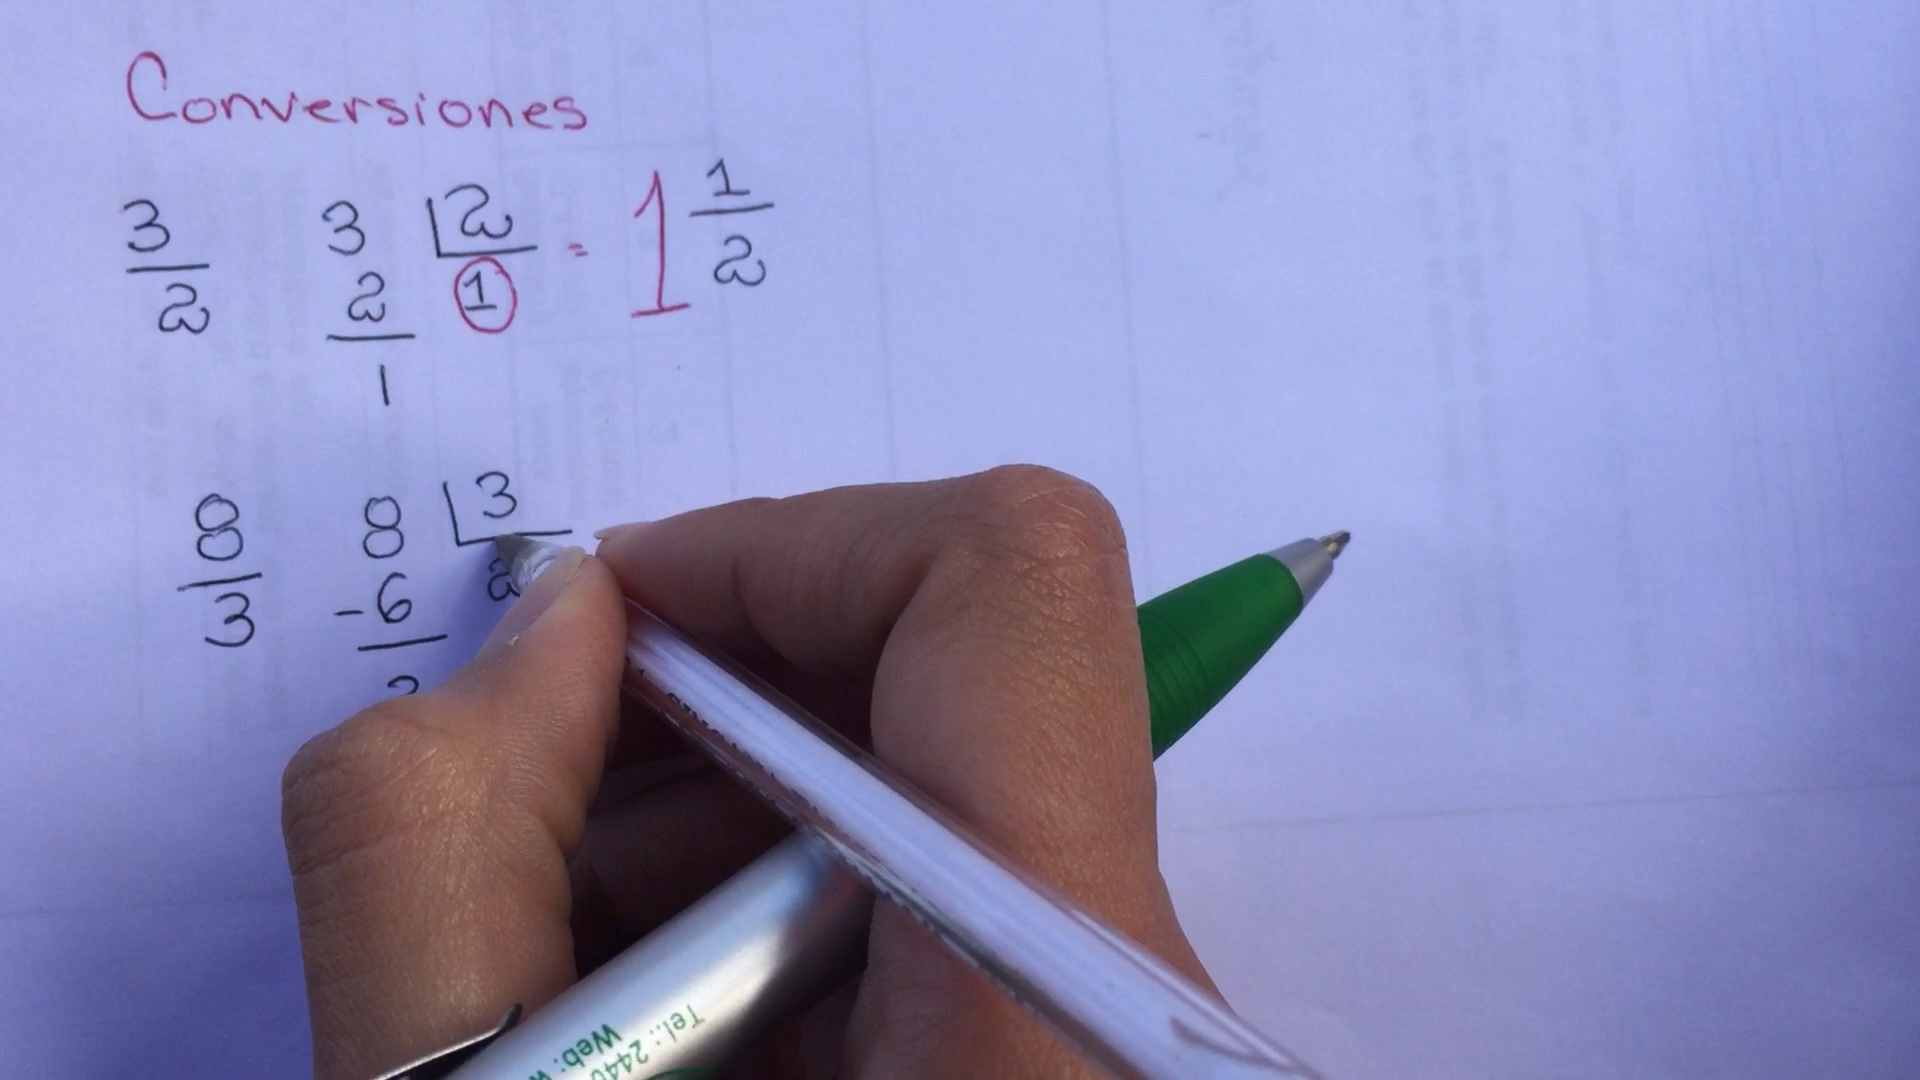 Conversiones
3/2 3 |2 = 1 1/2
2 1
1
8/3 8 |3
-6 2
2
Tel.: 2440
Web: